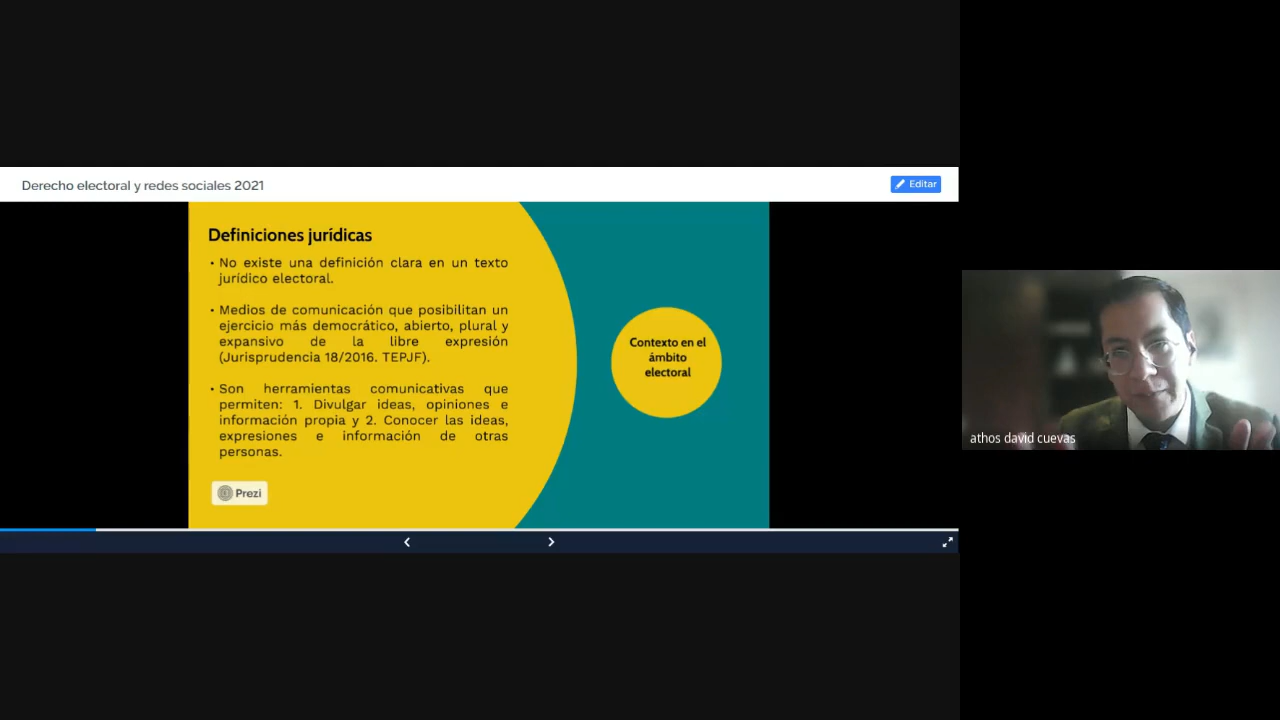 Derecho electoral y redes sociales 2021
Editar
Definiciones jurídicas
• No existe una definición clara en un texto
jurídico electoral.
Medios de comunicación que posibilitan un
ejercicio más democrático, abierto, plural y
expansivo de la libre expresión
(Jurisprudencia 18/2016. TEPJF).
• Son herramientas comunicativas que
permiten: 1. Divulgar ideas, opiniones e
información propia y 2. Conocer las ideas,
expresiones e información de otras
personas.
Prezi
Contexto en el
ámbito
electoral
athos david cuevas